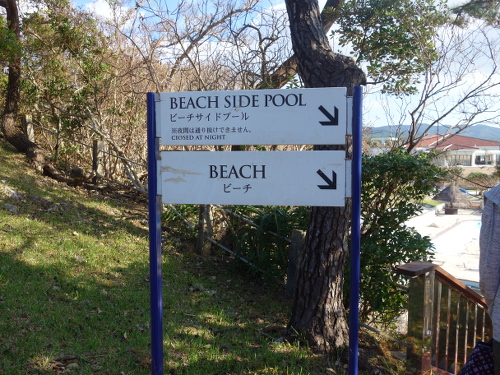 BEACH SIDE POOL
ビーチサイドプール
※夜間は通り抜けできません。
CLOSED AT NIGHT
BEACH
ビーチ